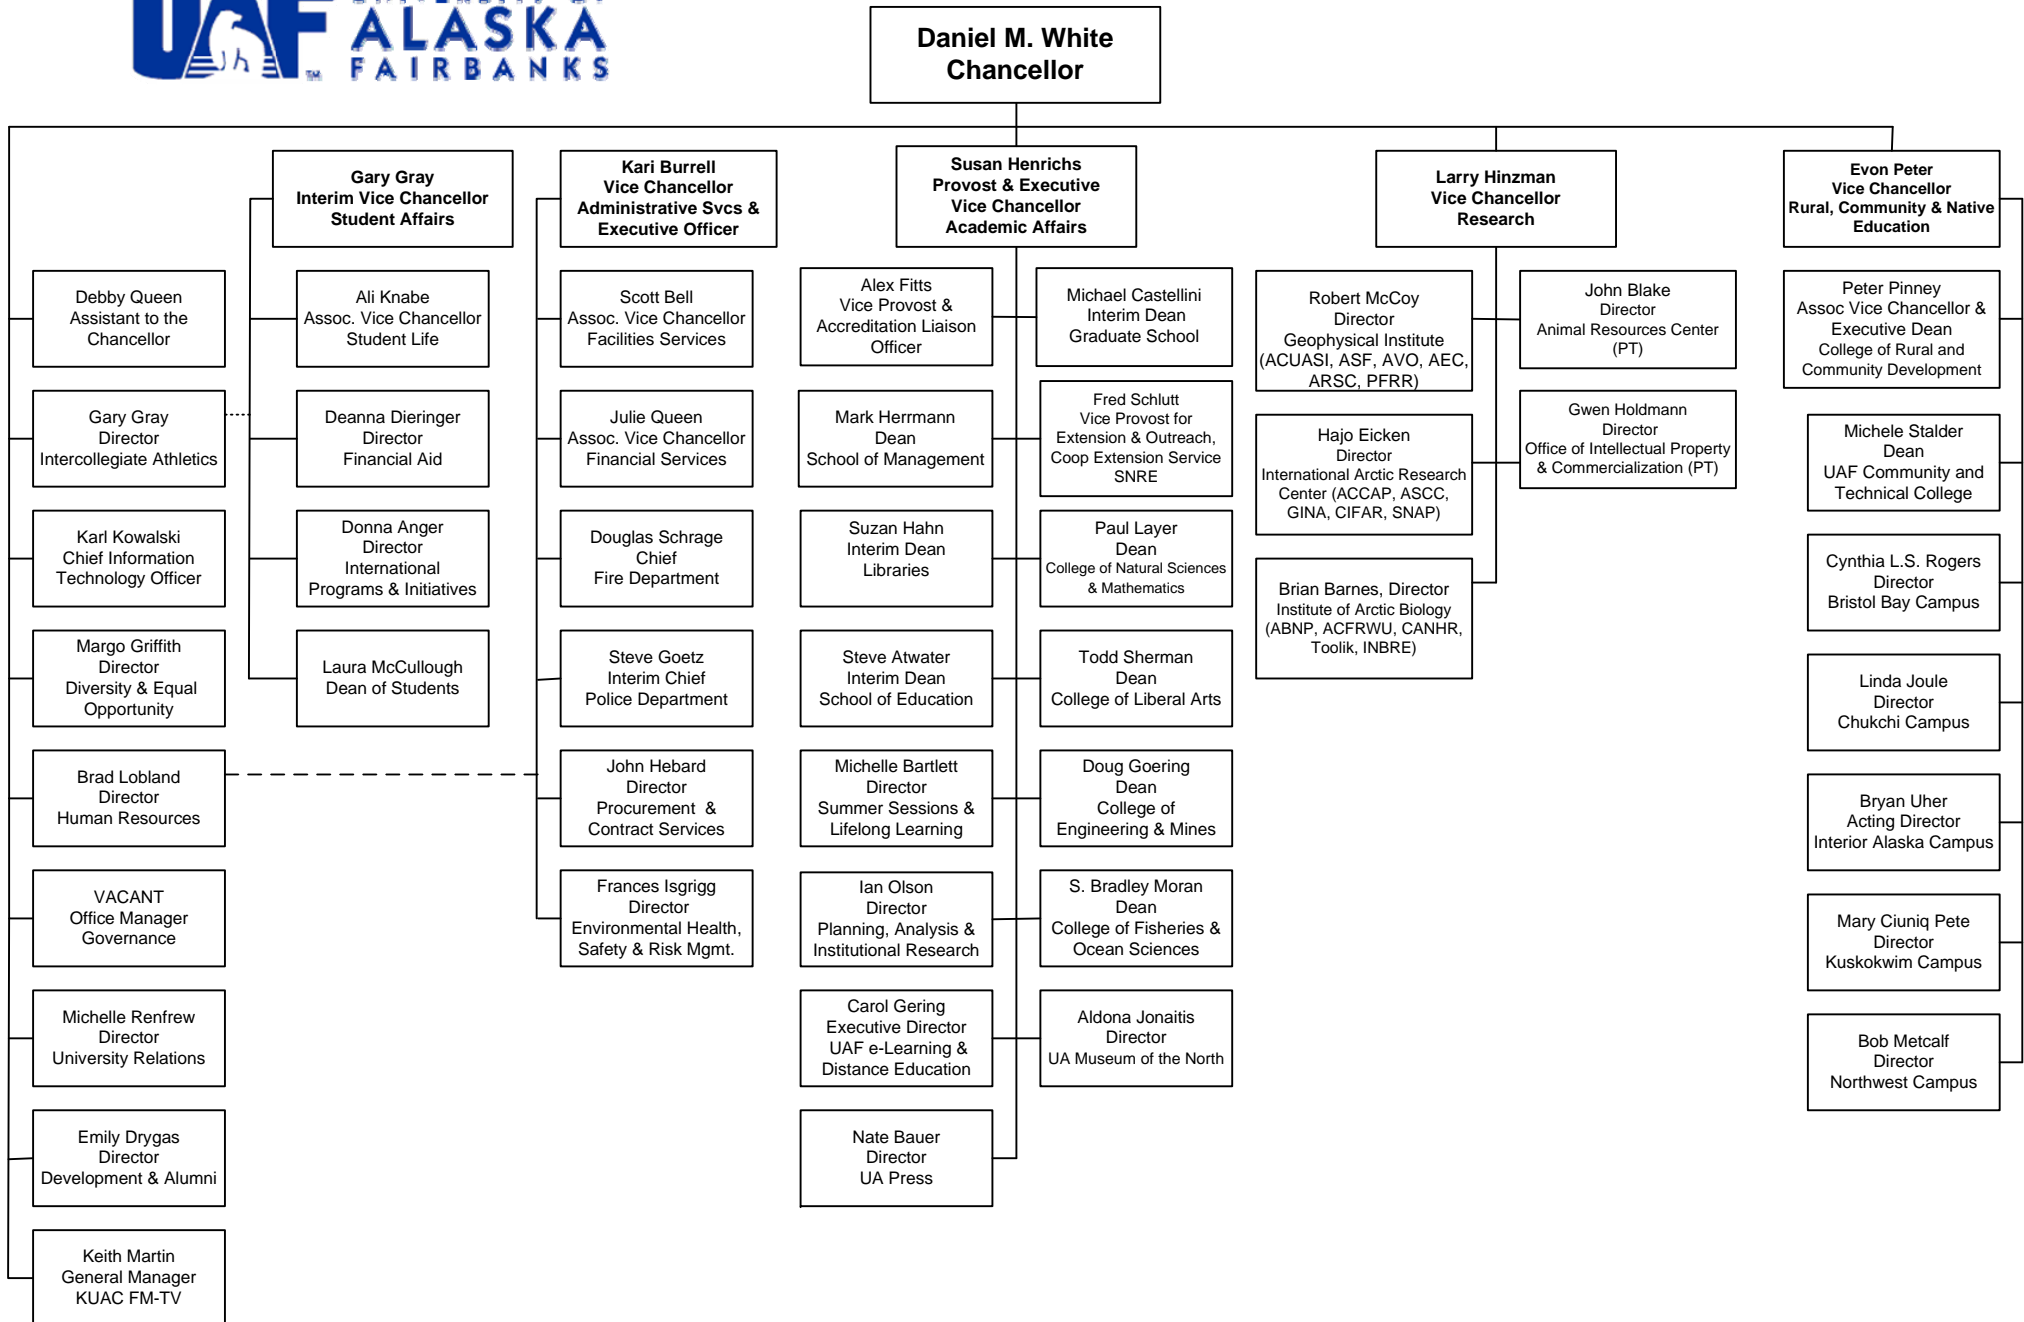 UAF
ALASKA
FAIRBANKS
TM
Daniel M. White
Chancellor
Gary Gray
Interim Vice Chancellor
Student Affairs
Kari Burrell
Vice Chancellor
Administrative Svcs &
Executive Officer
Susan Henrichs
Provost & Executive
Vice Chancellor
Academic Affairs
Larry Hinzman
Vice Chancellor
Research
Evon Peter
Vice Chancellor
Rural, Community & Native
Education
Debby Queen
Assistant to the
Chancellor
Gary Gray
Director
Intercollegiate Athletics
Karl Kowalski
Chief Information
Technology Officer
Margo Griffith
Director
Diversity & Equal
Opportunity
Brad Lobland
Director
Human Resources
VACANT
Office Manager
Governance
Michelle Renfrew
Director
University Relations
Emily Drygas
Director
Development & Alumni
Keith Martin
General Manager
KUAC FM-TV
Ali Knabe
Assoc. Vice Chancellor
Student Life
Deanna Dieringer
Director
Financial Aid
Donna Anger
Director
International
Programs & Initiatives
Laura McCullough
Dean of Students
Scott Bell
Assoc. Vice Chancellor
Facilities Services
Julie Queen
Assoc. Vice Chancellor
Financial Services
Douglas Schrage
Chief
Fire Department
Steve Goetz
Interim Chief
Police Department
John Hebard
Director
Procurement &
Contract Services
Frances Isgrigg
Director
Environmental Health,
Safety & Risk Mgmt.
Alex Fitts
Vice Provost &
Accreditation Liaison
Officer
Mark Herrmann
Dean
School of Management
Suzan Hahn
Interim Dean
Libraries
Steve Atwater
Interim Dean
School of Education
Michelle Bartlett
Director
Summer Sessions &
Lifelong Learning
Ian Olson
Director
Planning, Analysis &
Institutional Research
Carol Gering
Executive Director
UAF e-Learning &
Distance Education
Nate Bauer
Director
UA Press
Michael Castellini
Interim Dean
Graduate School
Fred Schlutt
Vice Provost for
Extension & Outreach,
Coop Extension Service
SNRE
Paul Layer
Dean
College of Natural Sciences
& Mathematics
Todd Sherman
Dean
College of Liberal Arts
Doug Goering
Dean
College of
Engineering & Mines
S. Bradley Moran
Dean
College of Fisheries &
Ocean Sciences
Aldona Jonaitis
Director
UA Museum of the North
Robert McCoy
Director
Geophysical Institute
(ACUASI, ASF, AVO, AEC,
ARSC, PFRR)
Hajo Eicken
Director
International Arctic Research
Center (ACCAP, ASCC,
GINA, CIFAR, SNAP)
Brian Barnes, Director
Institute of Arctic Biology
(ABNP, ACFRWU, CANHR,
Toolik, INBRE)
John Blake
Director
Animal Resources Center
(PT)
Gwen Holdmann
Director
Office of Intellectual Property
& Commercialization (PT)
Peter Pinney
Assoc Vice Chancellor &
Executive Dean
College of Rural and
Community Development
Michele Stalder
Dean
UAF Community and
Technical College
Cynthia L.S. Rogers
Director
Bristol Bay Campus
Linda Joule
Director
Chukchi Campus
Bryan Uher
Acting Director
Interior Alaska Campus
Mary Ciuniq Pete
Director
Kuskokwim Campus
Bob Metcalf
Director
Northwest Campus